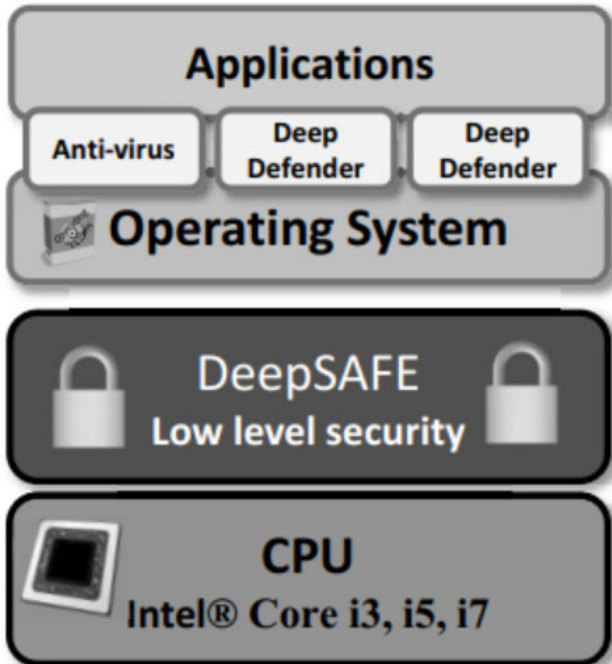 Applications
Anti-virus
Deep
Defender
Deep
Defender
Operating System
DeepSAFE
Low level security
CPU
Intel® Core i3, i5, i7